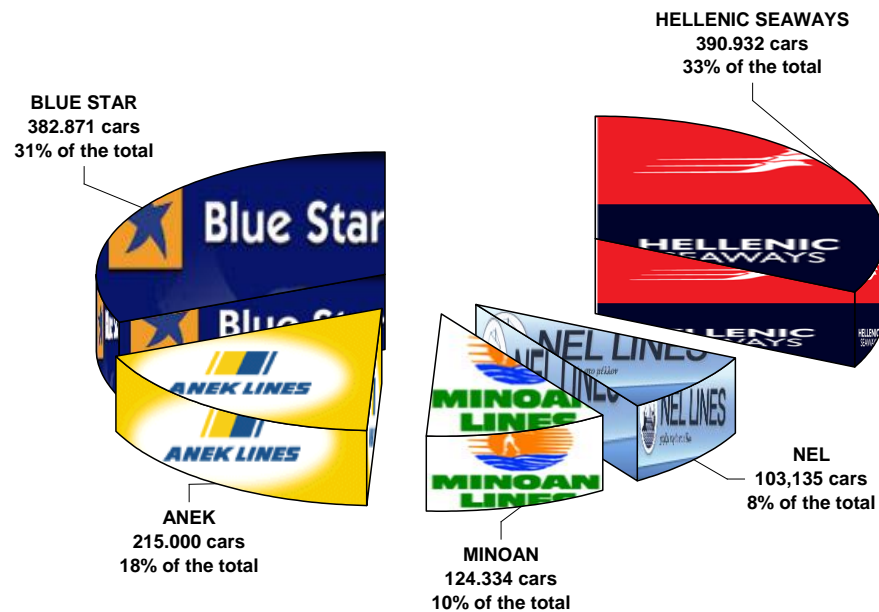 HELLENIC SEAWAYS
390.932 cars
33% of the total
BLUE STAR
382.871 cars
31% of the total
Blue Star
Blue Star
HELLENIC
SEAWAYS
HELLENIC
SEAWAYS
HELLENIC
SEAWAYS
ANEK LINES
ANEK LINES
MINOAN
LINES
MINOAN
LINES
NEL LINES
NEL LINES
NEL
103,135 cars
8% of the total
ANEK
215.000 cars
18% of the total
MINOAN
124.334 cars
10% of the total